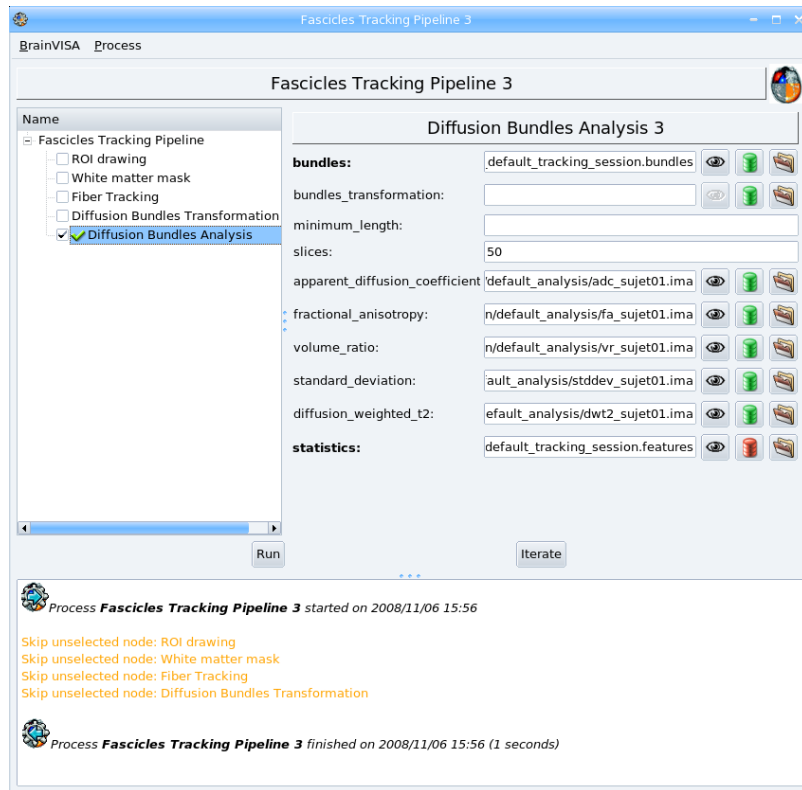 Fascicles Tracking Pipeline 3
BrainVISA Process
Fascicles Tracking Pipeline 3
Name
Fascicles Tracking Pipeline
ROI drawing
White matter mask
Fiber Tracking
Diffusion Bundles Transformation
Diffusion Bundles Analysis
Diffusion Bundles Analysis 3
bundles: _default_tracking_session.bundles
bundles_transformation:
minimum_length:
slices: 50
apparent_diffusion_coefficient 'default_analysis/adc_sujet01.ima
fractional_anisotropy: n/default_analysis/fa_sujet01.ima
volume_ratio: n/default_analysis/vr_sujet01.ima
standard_deviation: ault_analysis/stddev_sujet01.ima
diffusion_weighted_t2: efault_analysis/dwt2_sujet01.ima
statistics: default_tracking_session.features
Run Iterate
Process Fascicles Tracking Pipeline 3 started on 2008/11/06 15:56
Skip unselected node: ROI drawing
Skip unselected node: White matter mask
Skip unselected node: Fiber Tracking
Skip unselected node: Diffusion Bundles Transformation
Process Fascicles Tracking Pipeline 3 finished on 2008/11/06 15:56 (1 seconds)